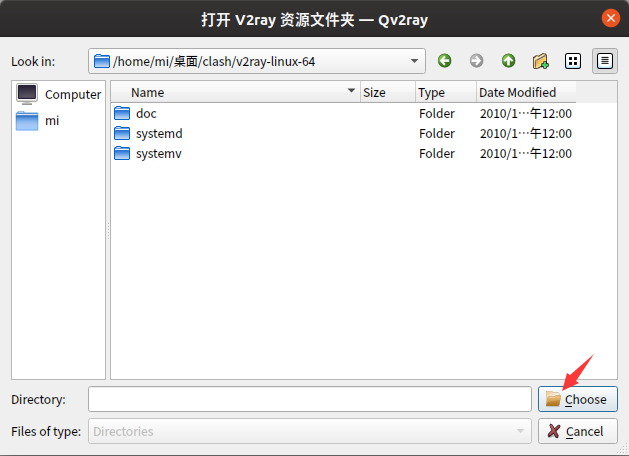 打开 V2ray 资源文件夹 — Qv2ray
Look in: /home/mi/桌面/clash/v2ray-linux-64
Computer
mi
Name Size Type Date Modified
doc Folder 2010/1⋯午12:00
systemd Folder 2010/1⋯午12:00
systemv Folder 2010/1⋯午12:00
Directory: Choose
Files of type: Directories Cancel